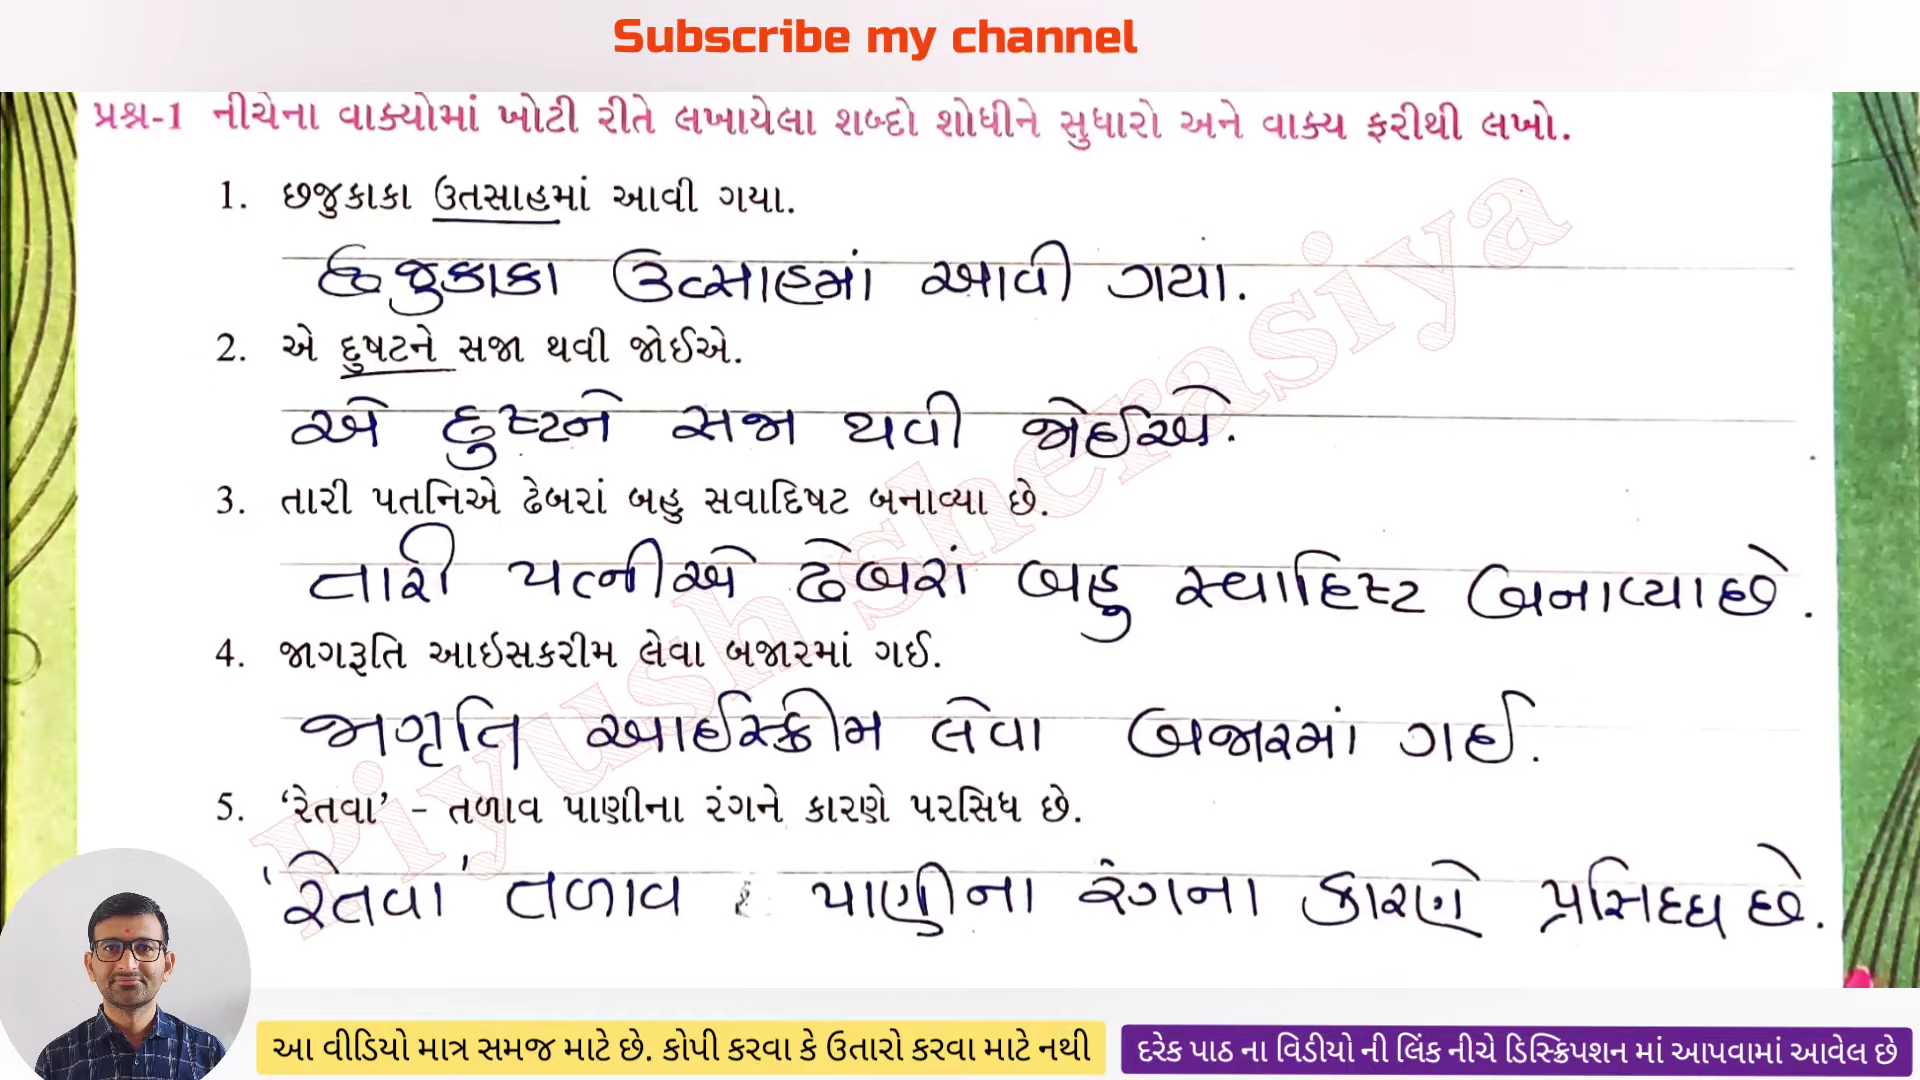 Subscribe my channel
પ્રશ્ન-1 નીચેના વાક્યોમાં ખોટી રીતે લખાયેલા શબ્દો શોધીને સુધારો અને વાક્ય ફરીથી લખો.
1. છજુકાકા ઉતસાહમાં આવી ગયા.
છજુકાકા ઉત્સાહમાં આવી ગયા.
2. એ દુષટને સજા થવી જોઈએ.
એ દુષ્ટને સજા થવી જોઈએ.
3. તારી પતનિએ ઢેબરાં બહુ સવાદિષટ બનાવ્યા છે.
તારી પત્નીએ ઢેબરાં બહુ સ્વાદિષ્ટ બનાવ્યા છે.
4. જાગરૂતિ આઇસકરીમ લેવા બજારમાં ગઈ.
જાગૃતિ આઈસ્ક્રીમ લેવા બજારમાં ગઈ.
5. ‘રેતવા’ – તળાવ પાણીના રંગને કારણે પરસિધ છે.
‘રેતવા’ તળાવ પાણીના રંગના કારણે પ્રસિધ્ધ છે.
Piyush sherasiya
આ વીડિયો માત્ર સમજ માટે છે. કોપી કરવા કે ઉતારો કરવા માટે નથી
દરેક પાઠ ના વિડીયો ની લિંક નીચે ડિસ્ક્રિપશન માં આપવામાં આવેલ છે